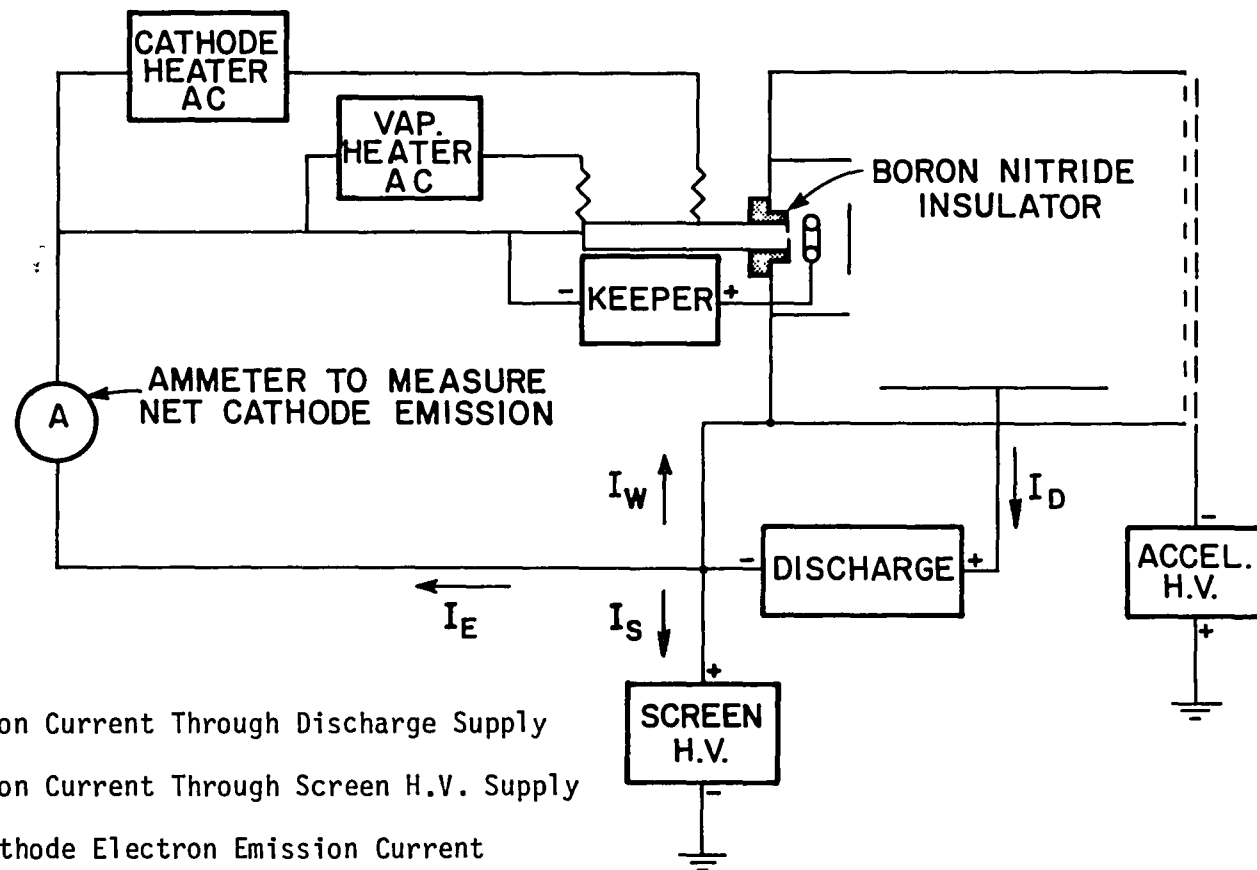 CATHODE
HEATER
AC
VAP.
HEATER
AC
BORON NITRIDE
INSULATOR
- KEEPER +
AMMETER TO MEASURE
NET CATHODE EMISSION
A
I_W
I_D
- DISCHARGE +
-
ACCEL.
H.V.
+
I_E
I_S
+
SCREEN
H.V.
-
on Current Through Discharge Supply
on Current Through Screen H.V. Supply
thode Electron Emission Current